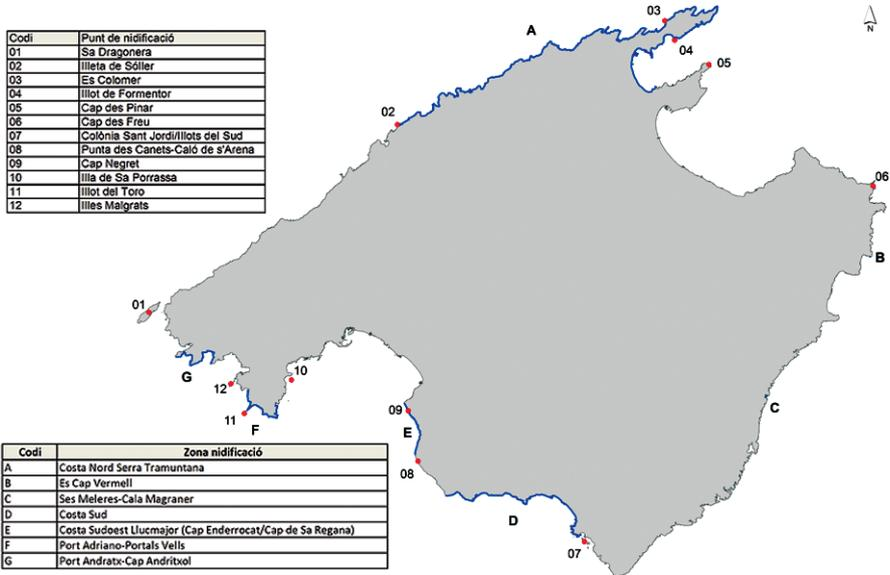 Codi Punt de nidificació
01 Sa Dragonera
02 Illeta de Sóller
03 Es Colomer
04 Illot de Formentor
05 Cap des Pinar
06 Cap des Freu
07 Colònia Sant Jordi/Illots del Sud
08 Punta des Canets-Caló de s'Arena
09 Cap Negret
10 Illa de Sa Porrassa
11 Illot del Toro
12 Illes Malgrats
N
A
03
04
05
02
06
B
01
G
12
10
11
F
09
E
08
C
D
07
Codi Zona nidificació
A Costa Nord Serra Tramuntana
B Es Cap Vermell
C Ses Meleres-Cala Magraner
D Costa Sud
E Costa Sudoest Llucmajor (Cap Enderrocat/Cap de Sa Regana)
F Port Adriano-Portals Vells
G Port Andratx-Cap Andritxol